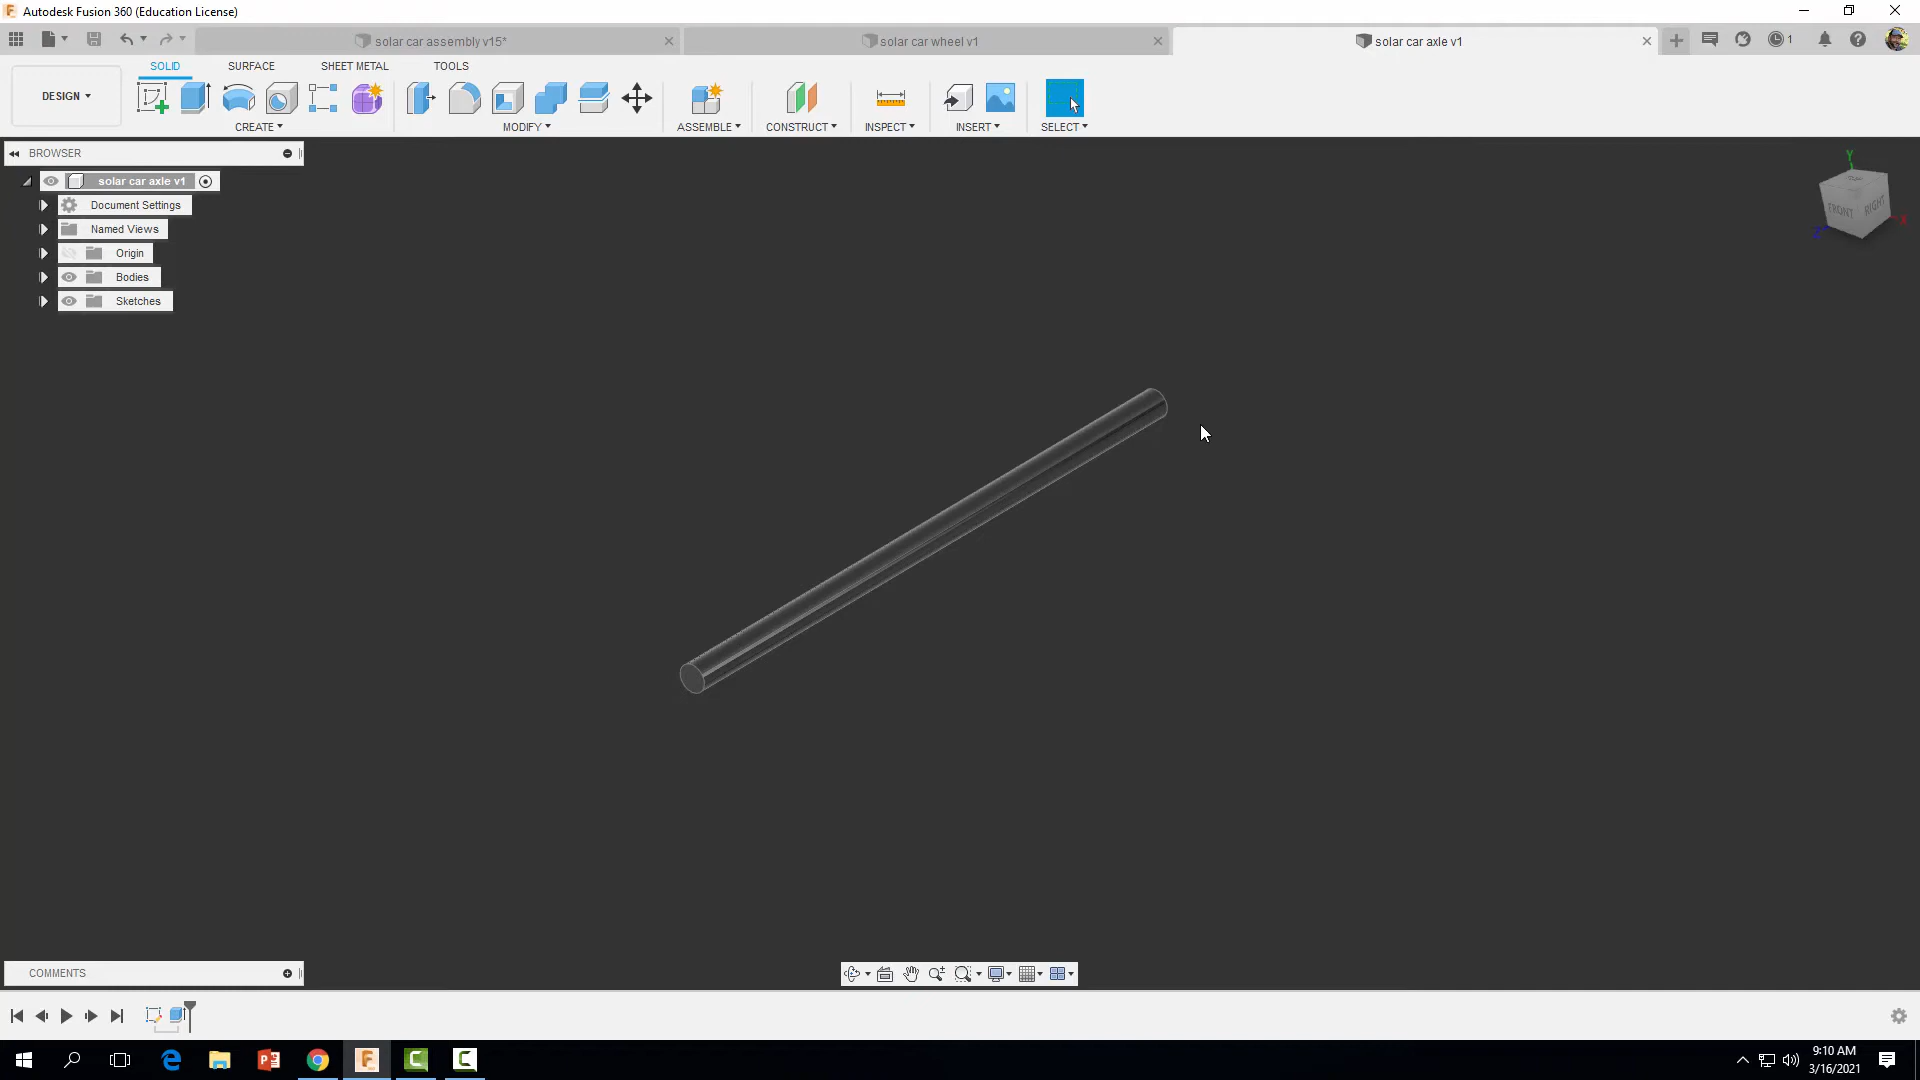 Autodesk Fusion 360 (Education License)
solar car assembly v15*
solar car wheel v1
solar car axle v1
1
SOLID
SURFACE
SHEET METAL
TOOLS
DESIGN
CREATE
MODIFY
ASSEMBLE
CONSTRUCT
INSPECT
INSERT
SELECT
BROWSER
solar car axle v1
Document Settings
Named Views
Origin
Bodies
Sketches
Y
FRONT
RIGHT
X
Z
COMMENTS
9:10 AM
3/16/2021